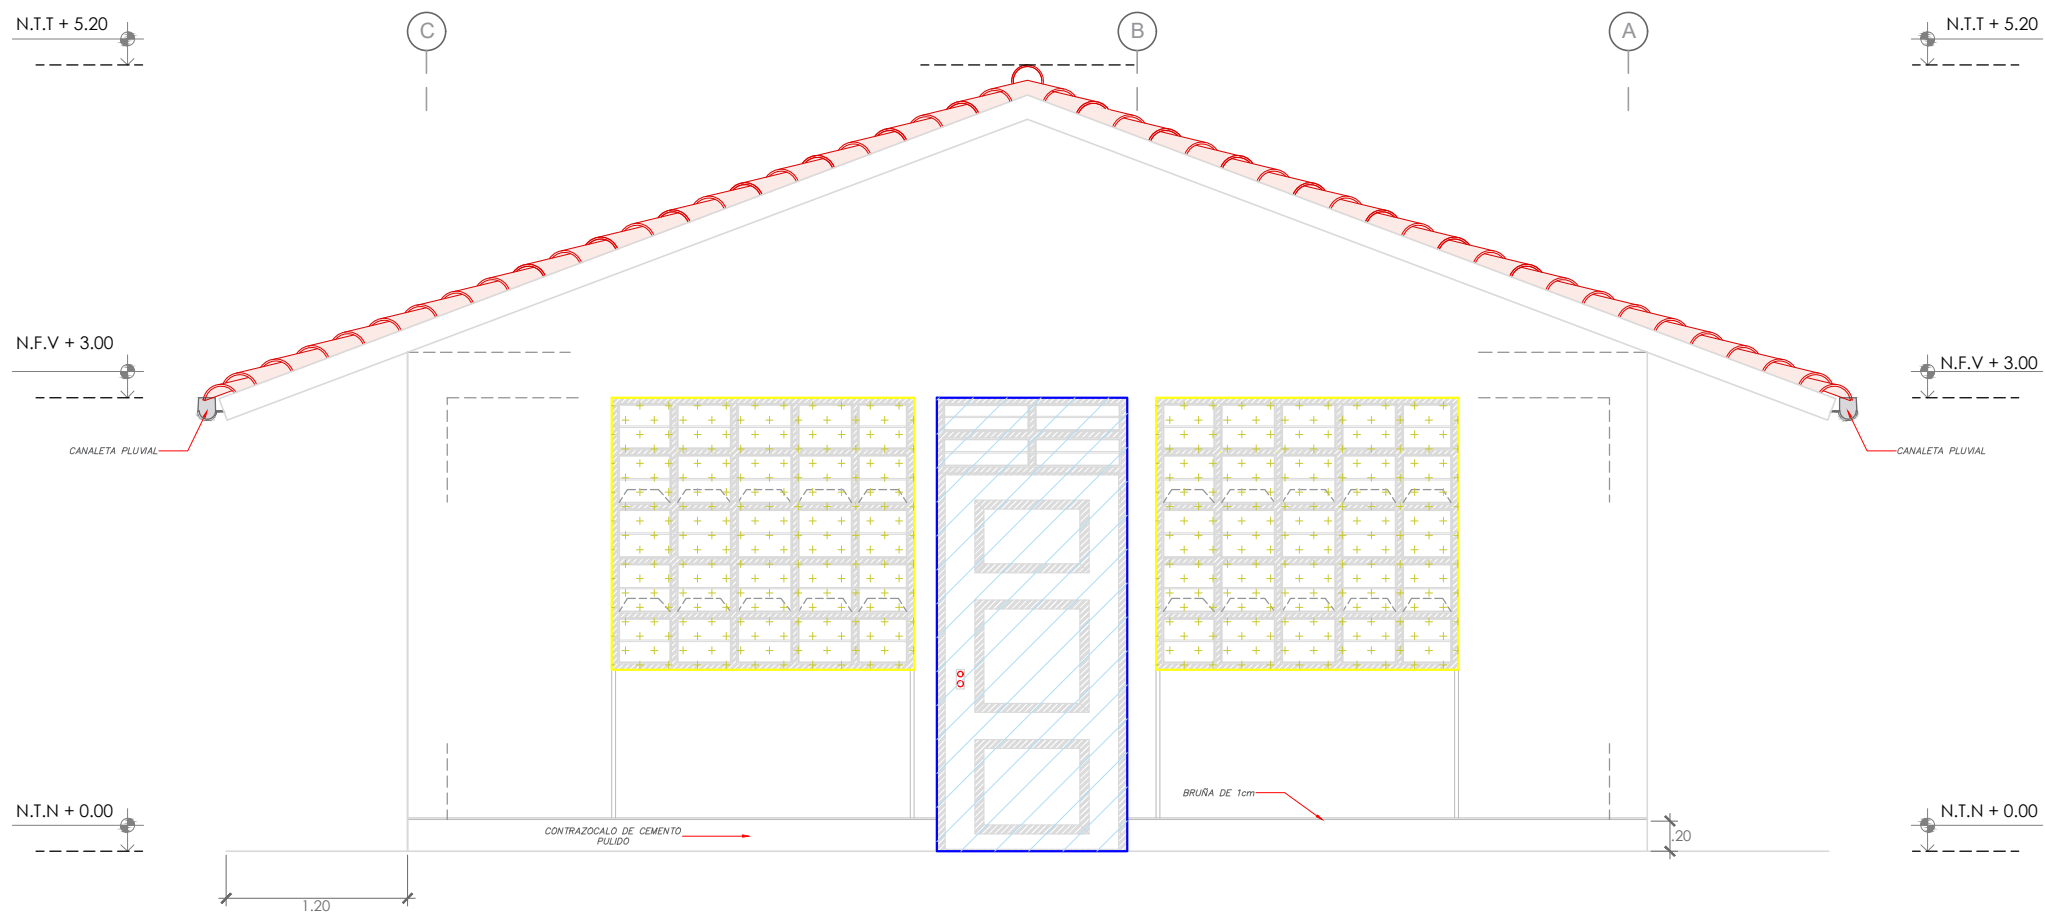 N.T.T + 5.20
C
B
A
N.T.T + 5.20
N.F.V + 3.00
N.F.V + 3.00
CANALETA PLUVIAL
CANALETA PLUVIAL
BRUÑA DE 1cm
N.T.N + 0.00
N.T.N + 0.00
CONTRAZOCALO DE CEMENTO
PULIDO
.20
1.20